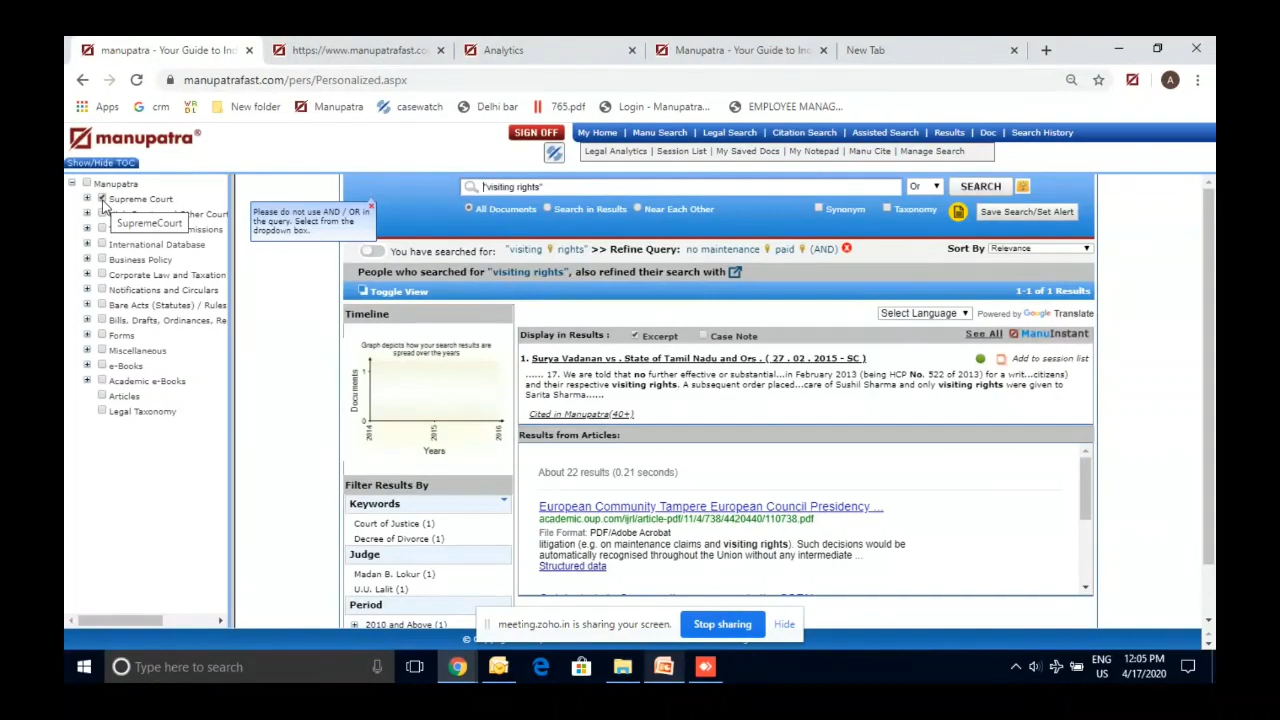 manupatra - Your Guide to Ind
https://www.manupatrafast.co
Analytics
Manupatra - Your Guide to Inc
New Tab
manupatrafast.com/pers/Personalized.aspx
A
Apps
crm
New folder
Manupatra
casewatch
Delhi bar
765.pdf
Login - Manupatra...
EMPLOYEE MANAG...
manupatra®
SIGN OFF
My Home | Manu Search | Legal Search | Citation Search | Assisted Search | Results | Doc | Search History
Legal Analytics | Session List | My Saved Docs | My Notepad | Manu Cite | Manage Search
Show/Hide TOC
Manupatra
Supreme Court
Other Cour
SupremeCourt
International Database
Business Policy
Corporate Law and Taxation
Notifications and Circulars
Bare Acts (Statutes) / Rules
Bills, Drafts, Ordinances, Re
Forms
Miscellaneous
e-Books
Academic e-Books
Articles
Legal Taxonomy
Please do not use AND / OR in
the query. Select from the
dropdown box.
"visiting rights"
Or
SEARCH
All Documents
Search in Results
Near Each Other
Synonym
Taxonomy
Save Search/Set Alert
You have searched for: "visiting rights" >> Refine Query: no maintenance paid (AND)
Sort By Relevance
People who searched for "visiting rights", also refined their search with
Toggle View
1-1 of 1 Results
Timeline
Graph depicts how your search results are
spread over the years
Documents
1
0
2014
2015
2016
Years
Select Language
Powered by Google Translate
Display in Results :
Excerpt
Case Note
See All
ManuInstant
1. Surya Vadanan vs . State of Tamil Nadu and Ors . ( 27 . 02 . 2015 - SC )
Add to session list
...... 17. We are told that no further effective or substantial...in February 2013 (being HCP No. 522 of 2013) for a writ...citizens)
and their respective visiting rights. A subsequent order placed...care of Sushil Sharma and only visiting rights were given to
Sarita Sharma......
Cited in Manupatra(40+)
Results from Articles:
About 22 results (0.21 seconds)
European Community Tampere European Council Presidency ...
academic.oup.com/ijrl/article-pdf/11/4/738/4420440/110738.pdf
File Format: PDF/Adobe Acrobat
litigation (e.g. on maintenance claims and visiting rights). Such decisions would be
automatically recognised throughout the Union without any intermediate ...
Structured data
Filter Results By
Keywords
Court of Justice (1)
Decree of Divorce (1)
Judge
Madan B. Lokur (1)
U.U. Lalit (1)
Period
2010 and Above (1)
meeting.zoho.in is sharing your screen.
Stop sharing
Hide
Type here to search
ENG
US
12:05 PM
4/17/2020